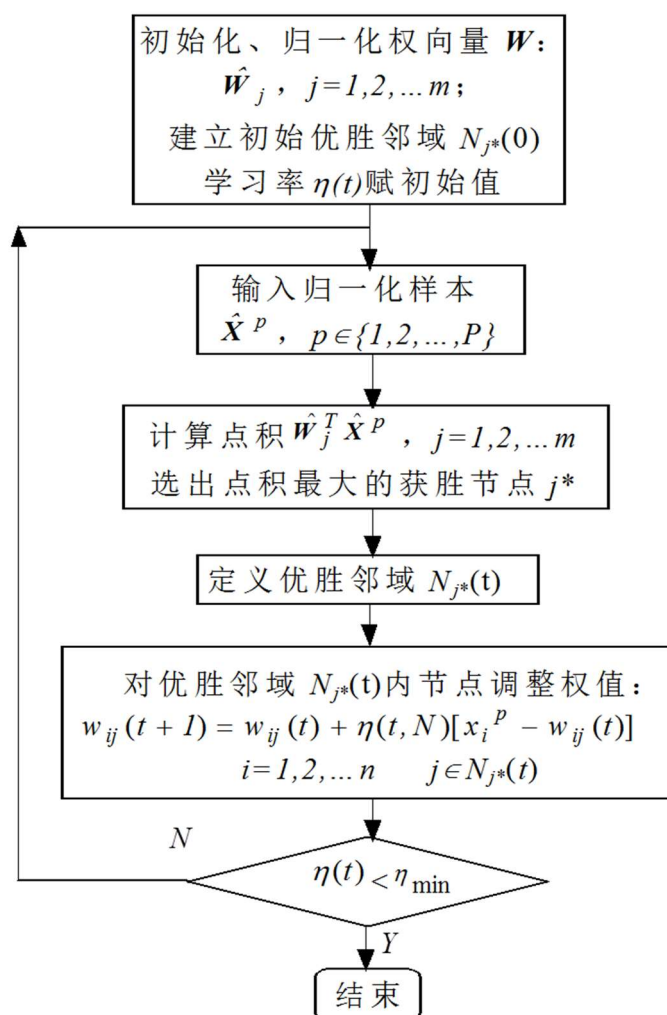 初始化、归一化权向量 W：
Ŵj ，j=1,2,…m；
建立初始优胜邻域 Nj*(0)
学习率 η(t)赋初始值
输入归一化样本
X̂ᵖ ，p∈{1,2,…,P}
计算点积 ŴjᵀX̂ᵖ ，j=1,2,…m
选出点积最大的获胜节点 j*
定义优胜邻域 Nj*(t)
对优胜邻域 Nj*(t)内节点调整权值：
wij(t+1)=wij(t)+η(t,N)[xiᵖ−wij(t)]
i=1,2,…n j∈Nj*(t)
N
η(t)<ηmin
Y
结束